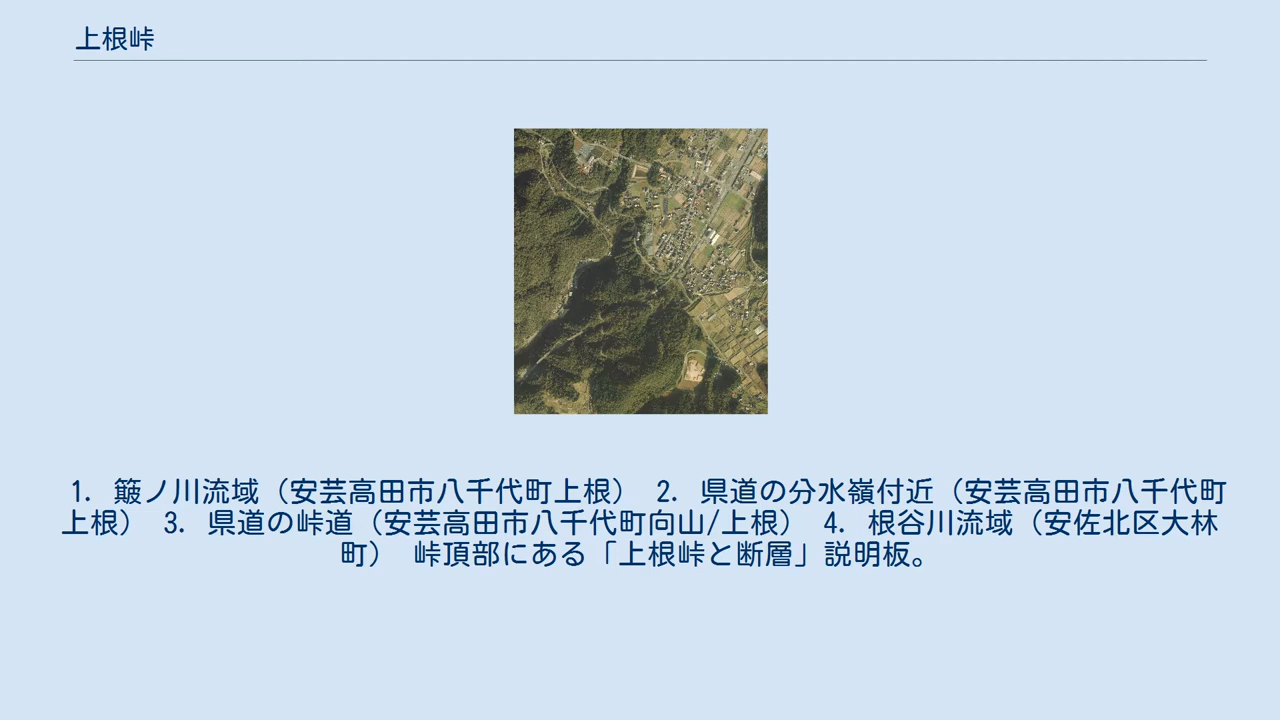 上根峠
1. 簸ノ川流域（安芸高田市八千代町上根） 2. 県道の分水嶺付近（安芸高田市八千代町
上根） 3. 県道の峠道（安芸高田市八千代町向山/上根） 4. 根谷川流域（安佐北区大林
町） 峠頂部にある「上根峠と断層」説明板。